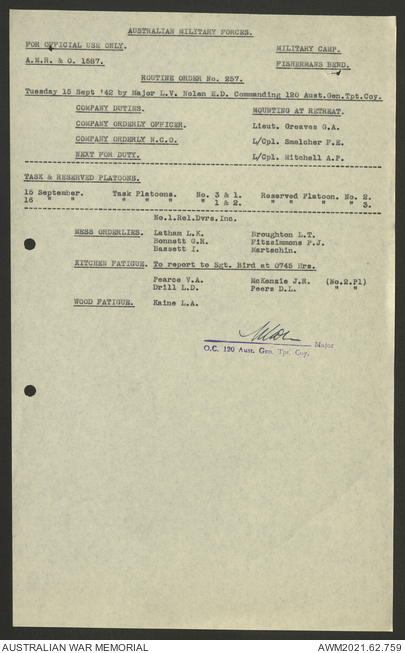 AUSTRALIAN MILITARY FORCES.
FOR OFFICIAL USE ONLY. MILITARY CAMP.
A.M.R. & O. 1587. FISHERMANS BEND.
ROUTINE ORDER No. 257.
Tuesday 15 Sept '42 by Major L.V. Nolen E.D. Commanding 120 Aust.Gen.Tpt.Coy.
COMPANY DUTIES. MOUNTING AT RETREAT.
COMPANY ORDERLY OFFICER. Lieut. Greaves G.A.
COMPANY ORDERLY N.C.O. L/Cpl. Smelcher F.E.
NEXT FOR DUTY. L/Cpl. Mitchell A.P.
TASK & RESERVED PLATOONS.
15 September. Task Platoons. No. 3 & 1. Reserved Platoon. No. 2.
16 " " " " " 1 & 2. " " " 3.
No.1.Rel.Dvrs.Inc.
MESS ORDERLIES. Latham L.K. Broughton L.T.
Bennett G.R. Fitzsimmons P.J.
Bassett I. Martschin.
KITCHEN FATIGUE. To report to Sgt. Bird at 0745 Hrs.
Pearce V.A. McKenzie J.R. (No.2.Pl)
Drill L.D. Peers D.L. " "
WOOD FATIGUE. Kaine L.A.
Major
O.C. 120 Aust. Gen. Tpt. Coy.
AUSTRALIAN WAR MEMORIAL AWM2021.62.759